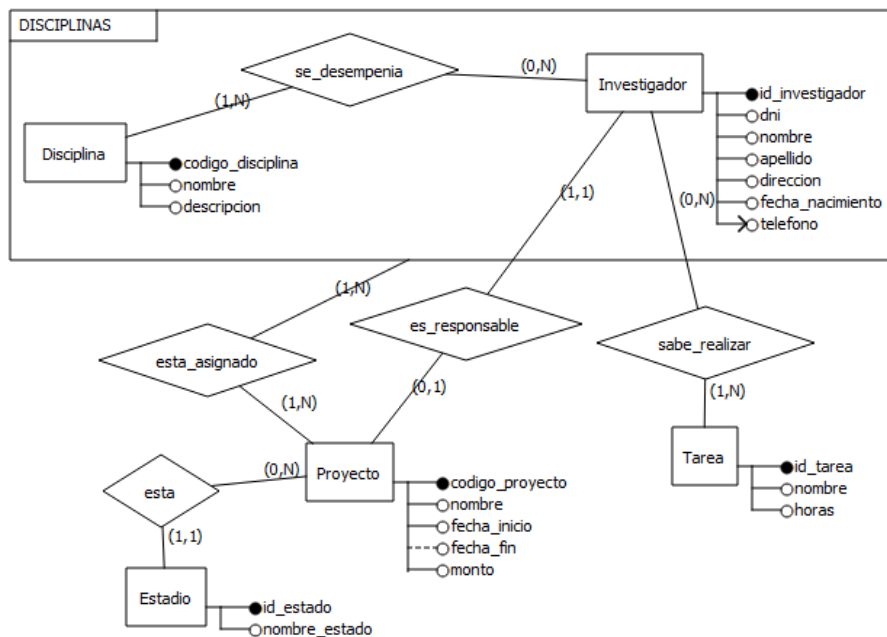 DISCIPLINAS
se_desempenia
(0,N)
(1,N)
Investigador
id_investigador
dni
nombre
apellido
direccion
fecha_nacimiento
telefono
Disciplina
codigo_disciplina
nombre
descripcion
(1,1)
(0,N)
(1,N)
es_responsable
sabe_realizar
esta_asignado
(0,1)
(1,N)
(1,N)
Proyecto
codigo_proyecto
nombre
fecha_inicio
fecha_fin
monto
Tarea
id_tarea
nombre
horas
(0,N)
esta
(1,1)
Estadio
id_estado
nombre_estado